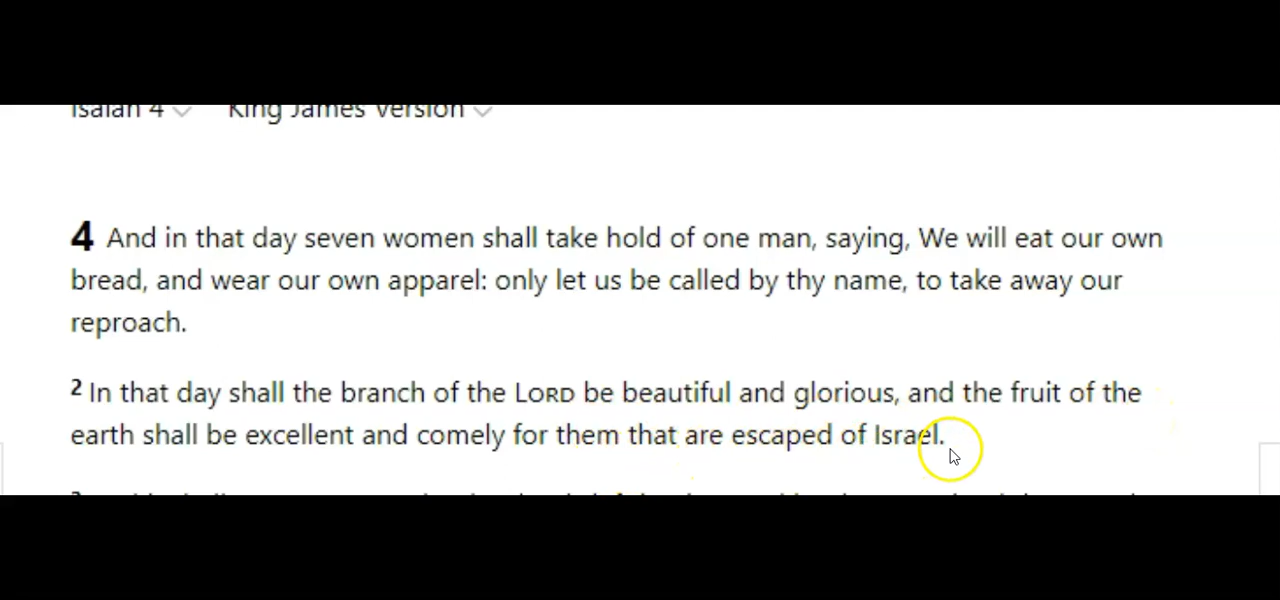 Isaiah 4 King James Version
4 And in that day seven women shall take hold of one man, saying, We will eat our own
bread, and wear our own apparel: only let us be called by thy name, to take away our
reproach.
2 In that day shall the branch of the LORD be beautiful and glorious, and the fruit of the
earth shall be excellent and comely for them that are escaped of Israel.